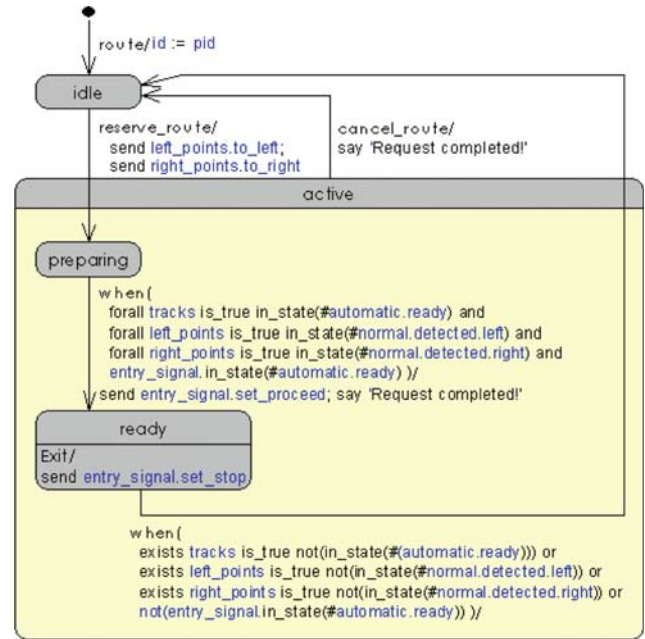 route/id := pid
idle
reserve_route/
send left_points.to_left;
send right_points.to_right
cancel_route/
say 'Request completed!'
active
preparing
when(
forall tracks is_true in_state(#automatic.ready) and
forall left_points is_true in_state(#normal.detected.left) and
forall right_points is_true in_state(#normal.detected.right) and
entry_signal.in_state(#automatic.ready) )/
send entry_signal.set_proceed; say 'Request completed!'
ready
Exit/
send entry_signal.set_stop
when(
exists tracks is_true not(in_state(#(automatic.ready))) or
exists left_points is_true not(in_state(#normal.detected.left)) or
exists right_points is_true not(in_state(#normal.detected.right)) or
not(entry_signal.in_state(#automatic.ready)) )/